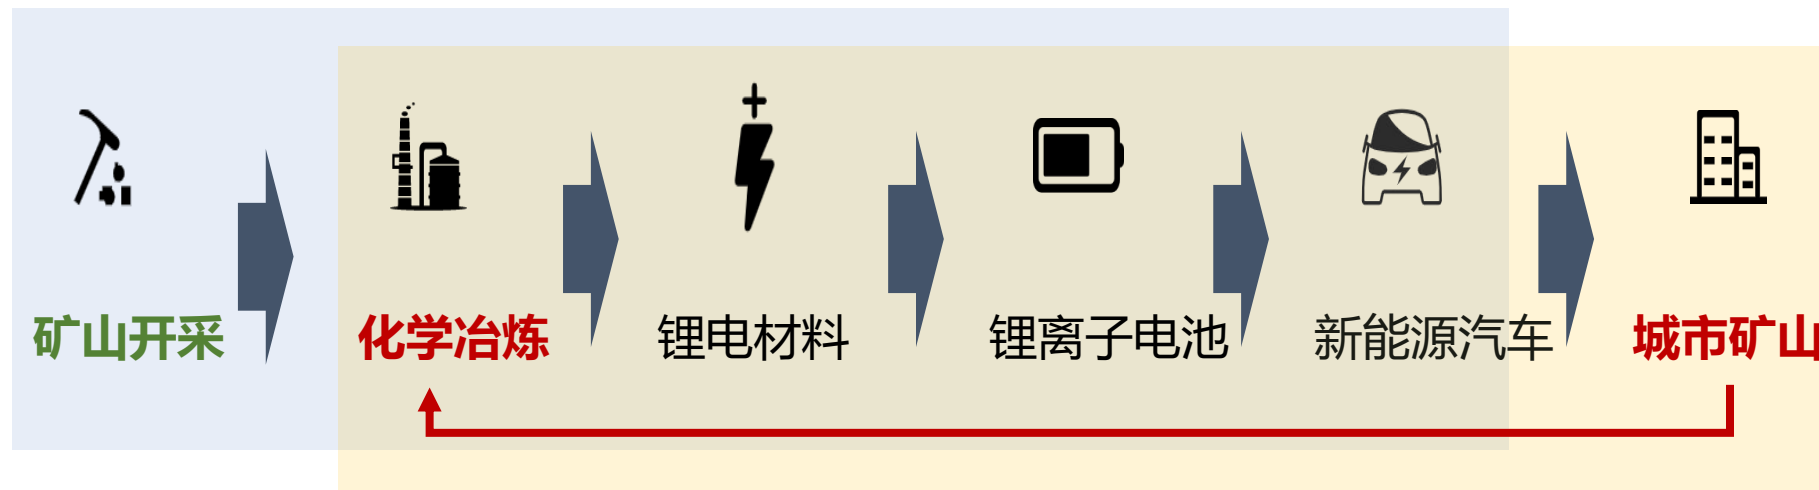 矿山开采
化学冶炼
锂电材料
锂离子电池
新能源汽车
城市矿山